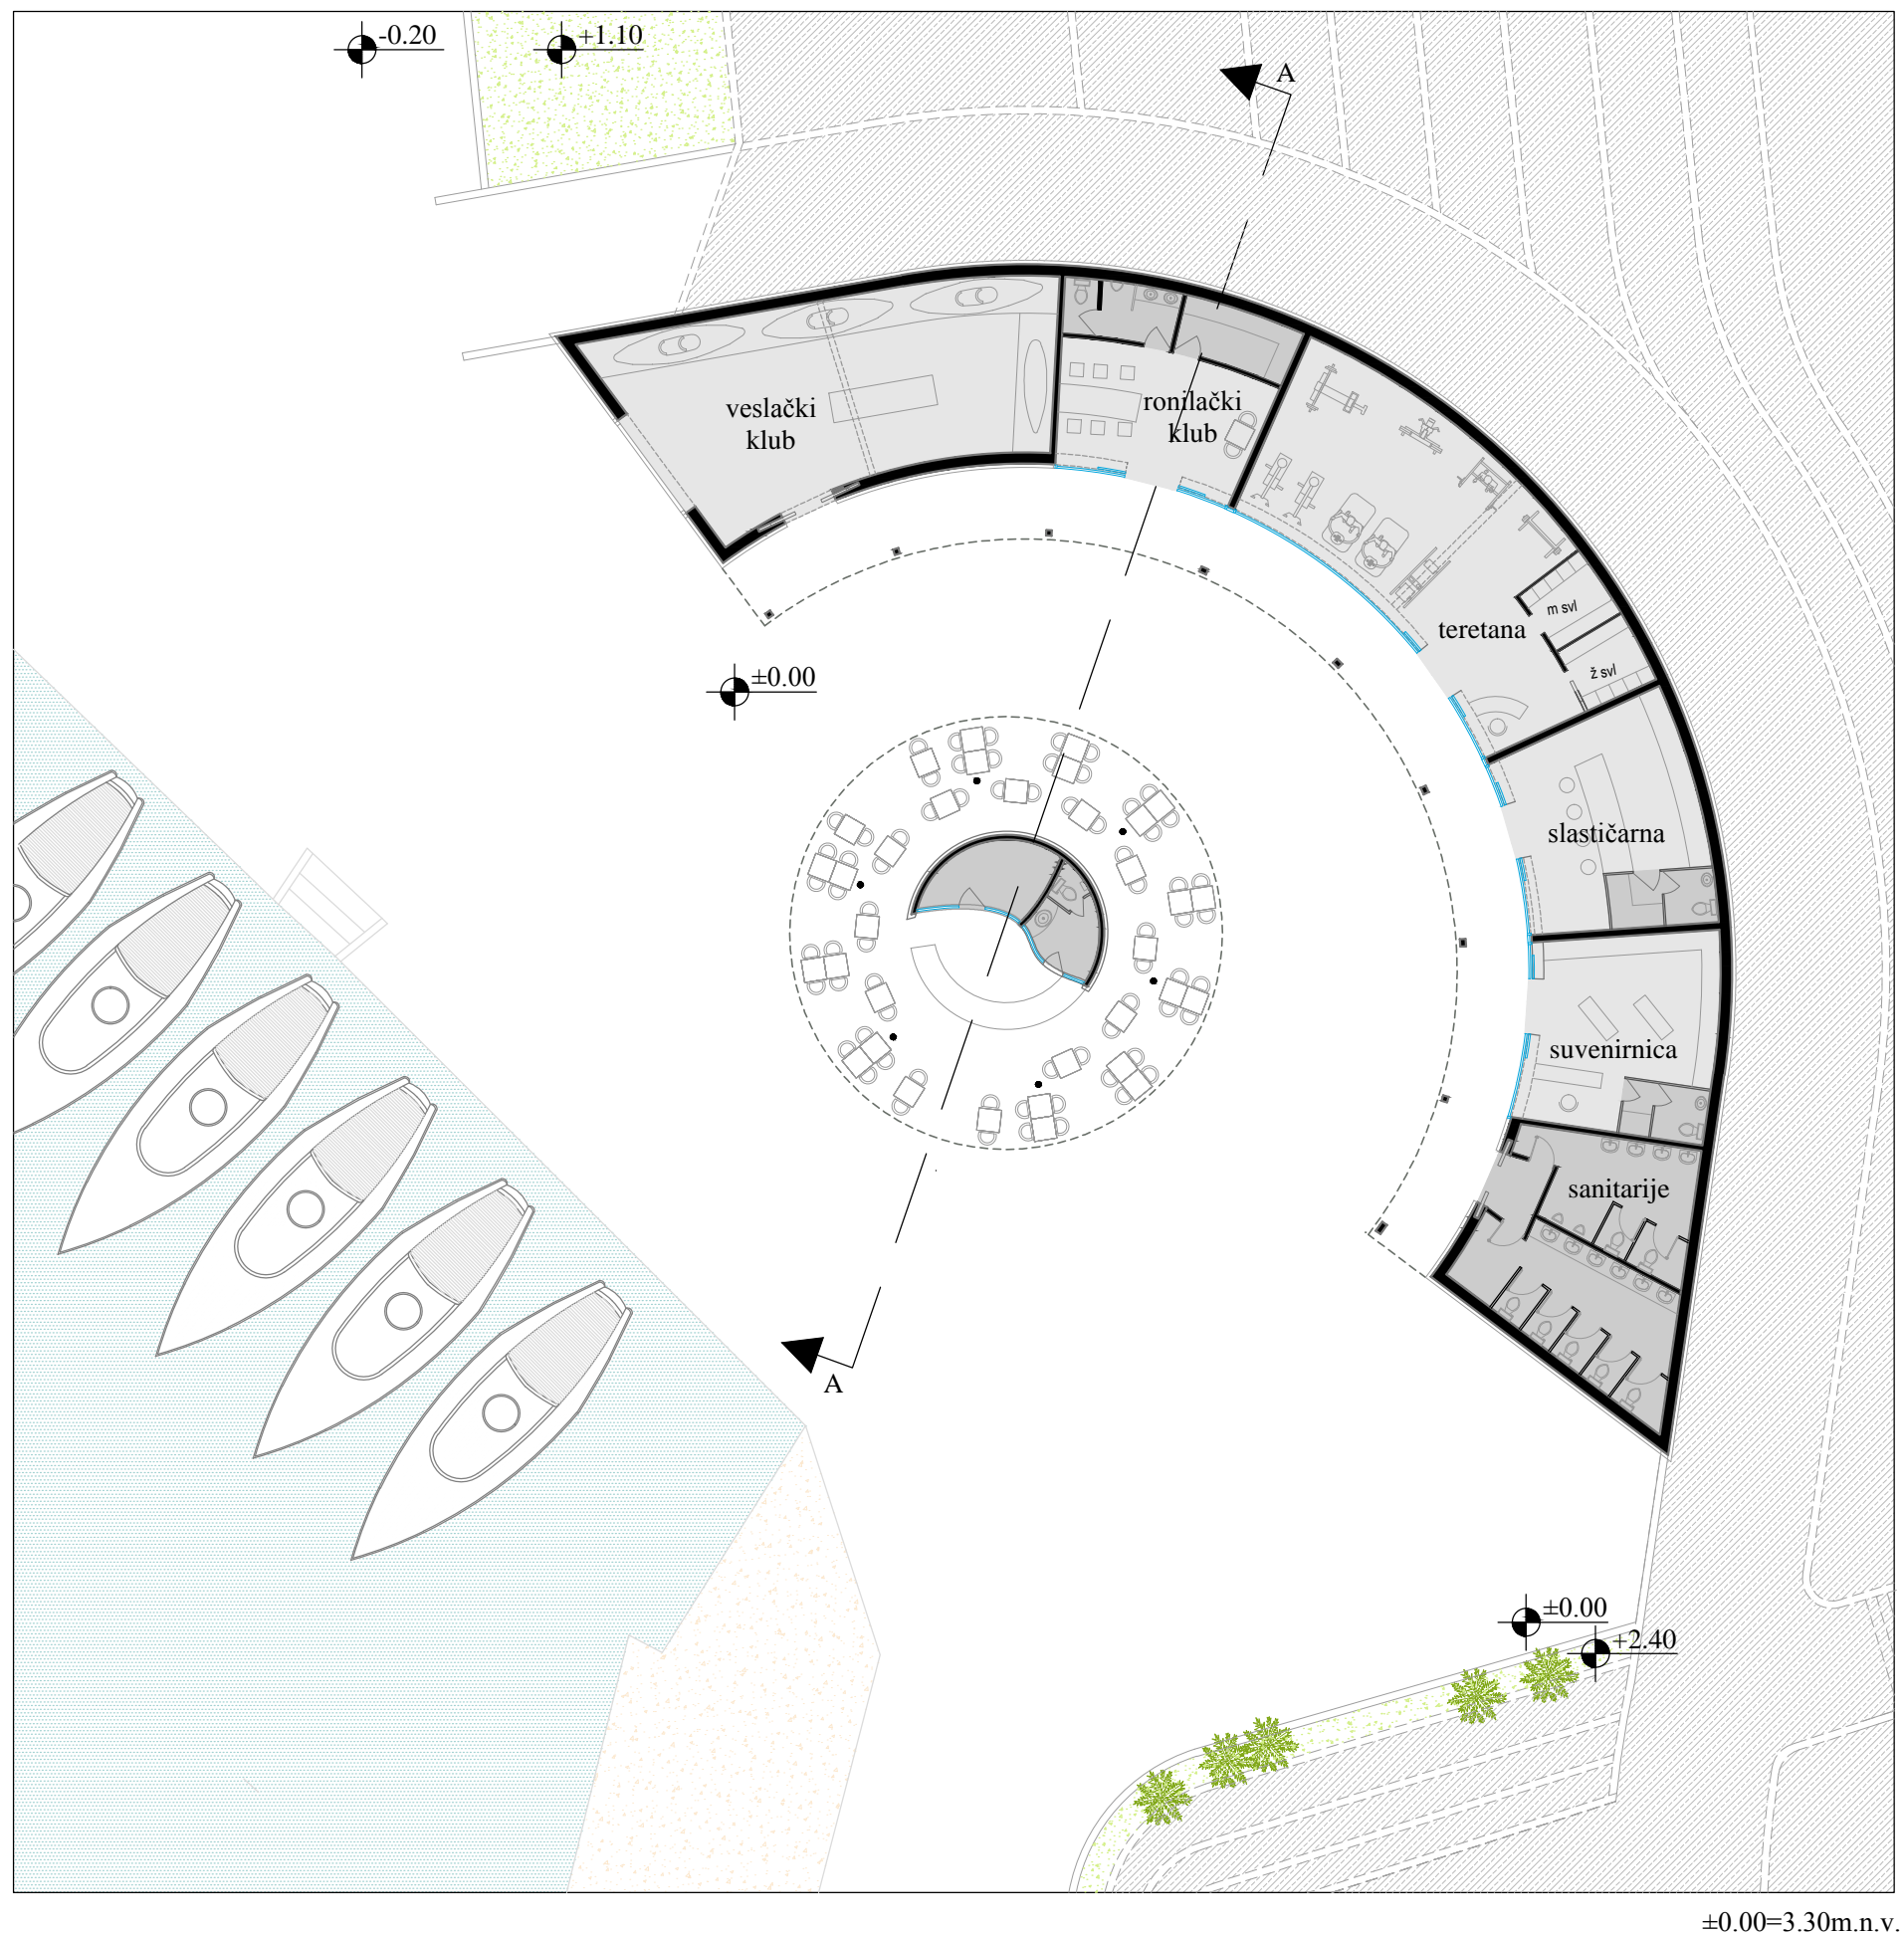 -0.20
+1.10
A
veslački
klub
ronilački
klub
teretana
m svl
ž svl
±0.00
slastičarna
suvenirnica
sanitarije
A
±0.00
+2.40
±0.00=3.30m.n.v.